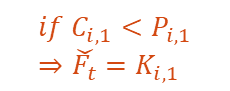 if C_{i,1} < P_{i,1}
⇒ F̌_t = K_{i,1}